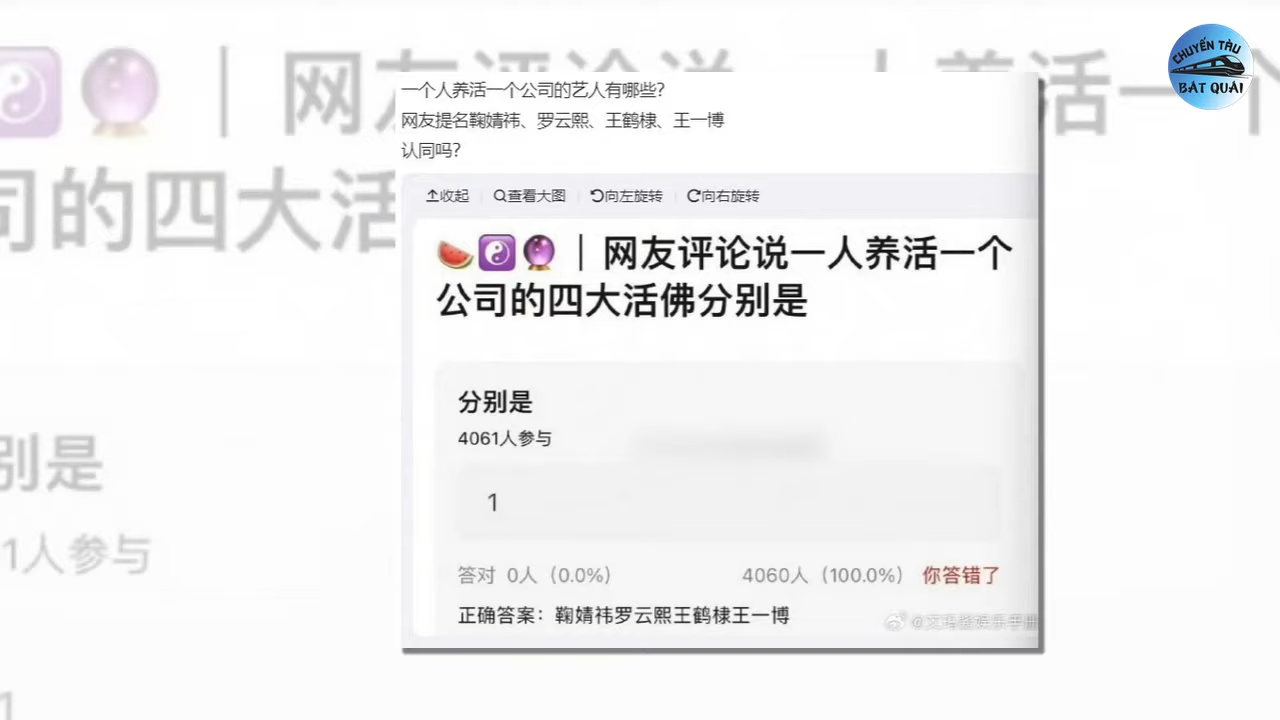 CHUYẾN TÀU
BÁT QUÁI
一个人养活一个公司的艺人有哪些?
网友提名鞠婧祎、罗云熙、王鹤棣、王一博
认同吗?
收起
查看大图
向左旋转
向右旋转
｜网友评论说一人养活一个
公司的四大活佛分别是
分别是
4061人参与
1
答对 0人（0.0%） 4060人（100.0%） 你答错了
正确答案：鞠婧祎罗云熙王鹤棣王一博